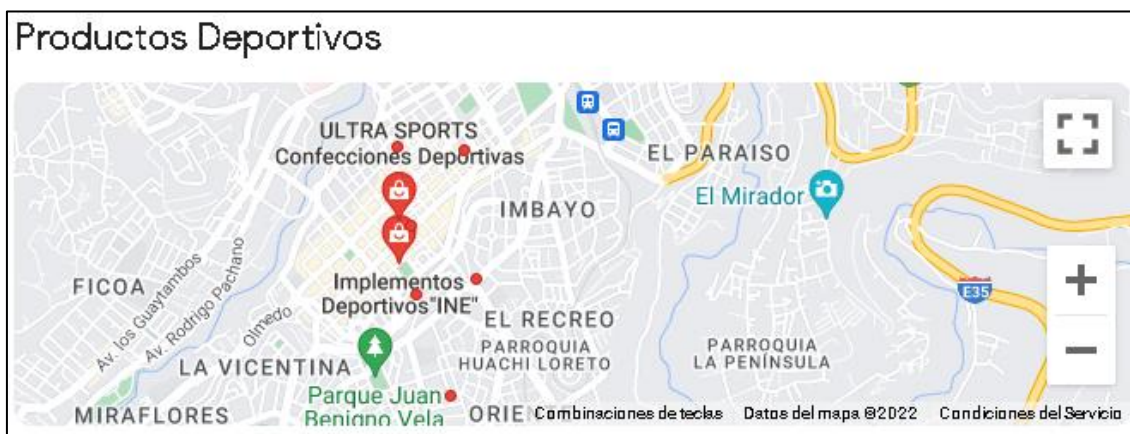 Productos Deportivos
ULTRA SPORTS
Confecciones Deportivas
EL PARAISO
El Mirador
IMBAYO
FICOA
Av. los Guaytambos
Av. Rodrigo Pachano
Olmedo
Implementos
Deportivos"INE"
E35
EL RECREO
LA VICENTINA
PARROQUIA
HUACHI LORETO
PARROQUIA
LA PENÍNSULA
Parque Juan
Benigno Vela
MIRAFLORES
ORIE
Combinaciones de teclas
Datos del mapa ©2022
Condiciones del Servicio